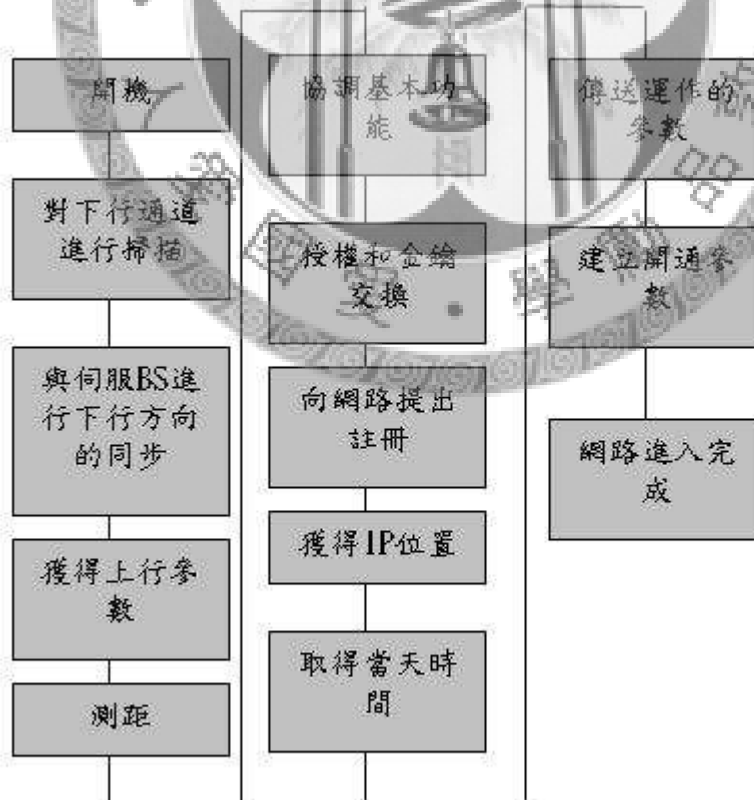 開機
對下行通道
進行掃描
與伺服BS進
行下行方向
的同步
獲得上行參
數
測距
協調基本功
能
授權和金鑰
交換
向網路提出
註冊
獲得IP位置
取得當天時
間
傳送運作的
參數
建立開通參
數
網路進入完
成